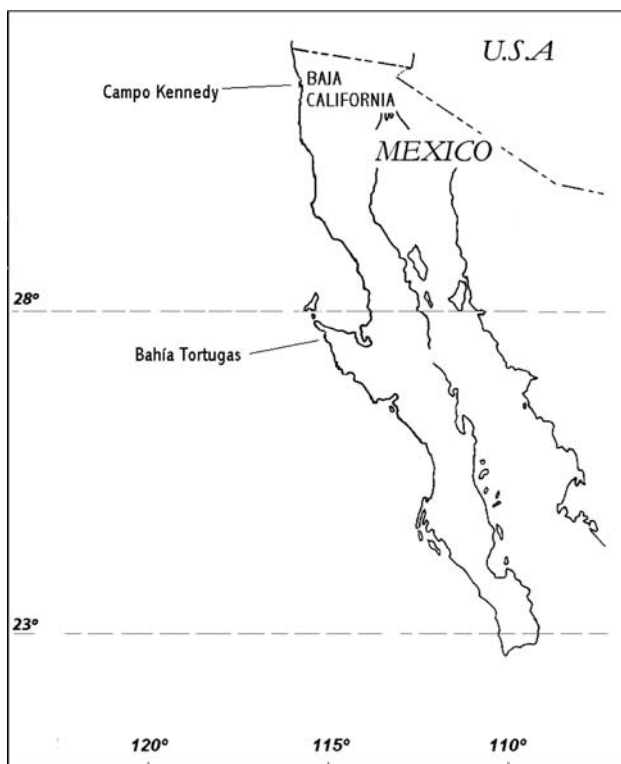 U.S.A
Campo Kennedy
BAJA
CALIFORNIA
MEXICO
28º
Bahía Tortugas
23º
120º 115º 110º